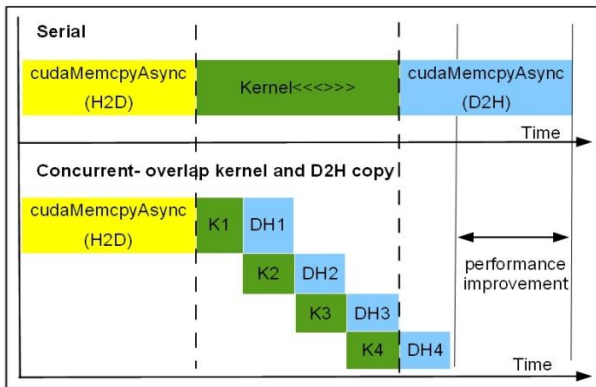 Serial
cudaMemcpyAsync
(H2D)
Kernel<<<>>>
cudaMemcpyAsync
(D2H)
Time
Concurrent- overlap kernel and D2H copy
cudaMemcpyAsync
(H2D)
K1 DH1
K2 DH2
K3 DH3
K4 DH4
performance
improvement
Time